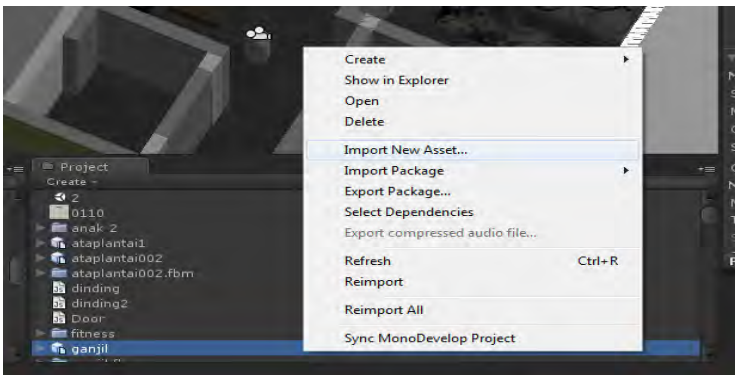 Create
Show in Explorer
Open
Delete
Import New Asset...
Import Package
Export Package...
Select Dependencies
Export compressed audio file...
Refresh Ctrl+R
Reimport
Reimport All
Sync MonoDevelop Project
Project
Create
2
0110
anak 2
ataplantai1
ataplantai002
ataplantai002.fbm
dinding
dinding2
Door
fitness
ganjil